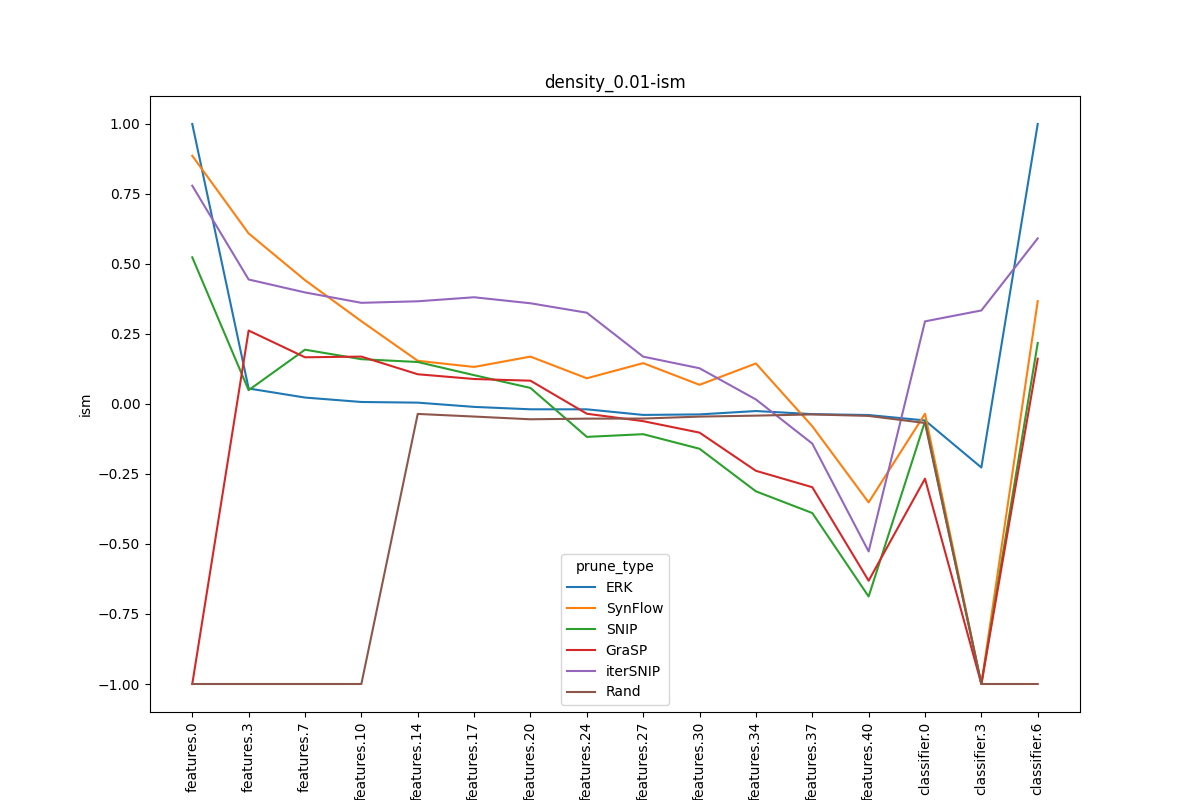 density_0.01-ism
1.00
0.75
0.50
0.25
0.00
−0.25
−0.50
−0.75
−1.00
ism
prune_type
ERK
SynFlow
SNIP
GraSP
iterSNIP
Rand
features.0
features.3
features.7
features.10
features.14
features.17
features.20
features.24
features.27
features.30
features.34
features.37
features.40
classifier.0
classifier.3
classifier.6